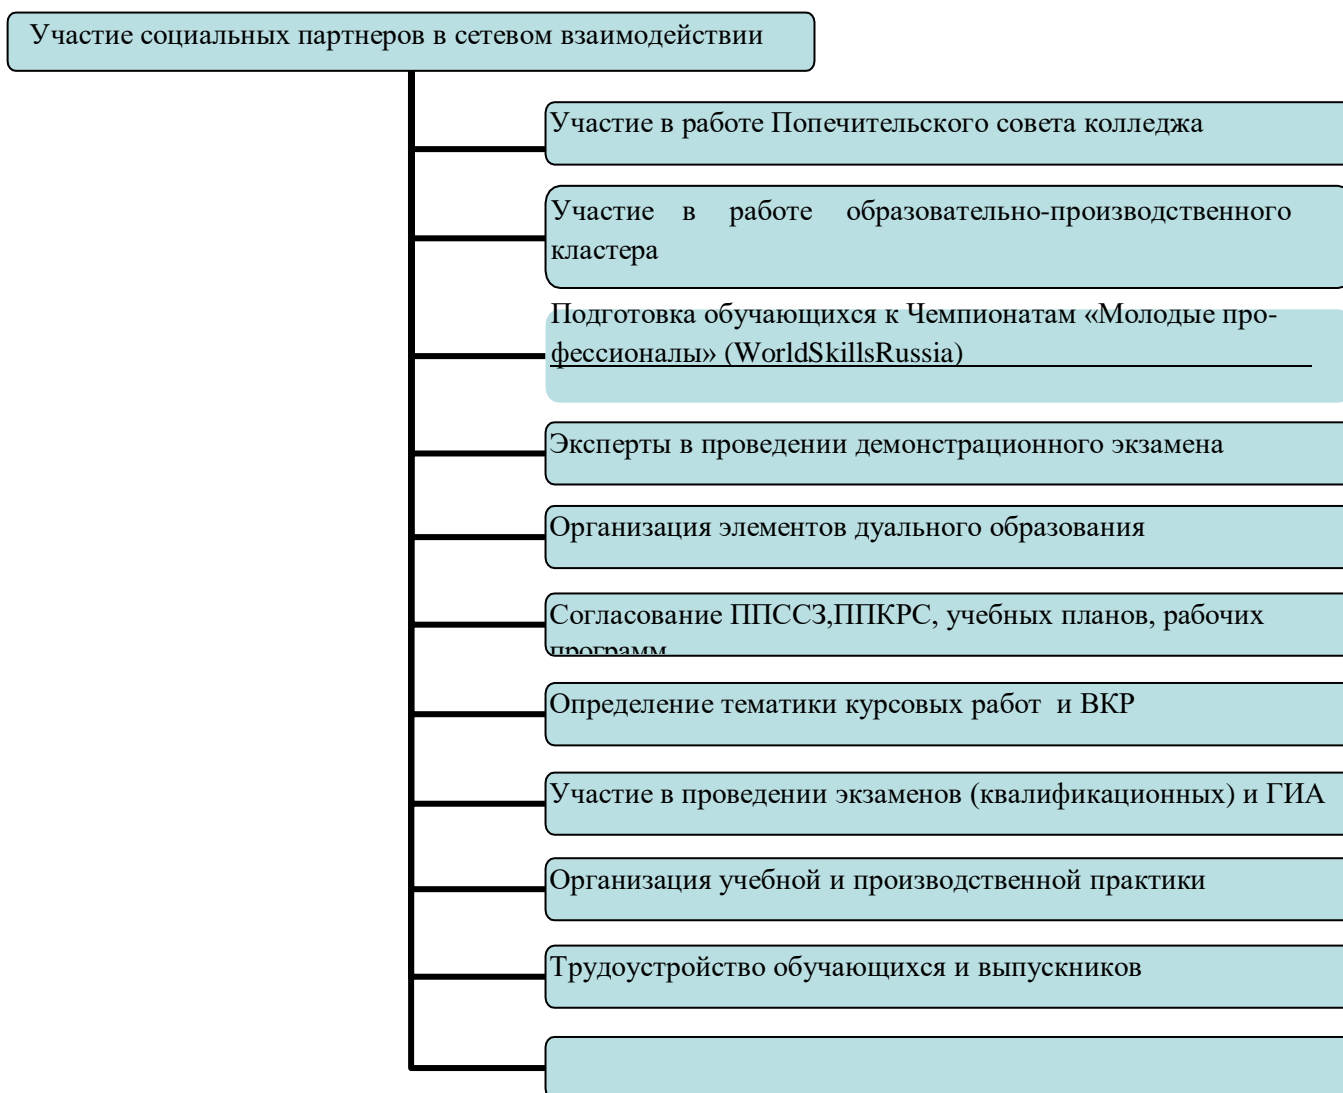 Участие социальных партнеров в сетевом взаимодействии
Участие в работе Попечительского совета колледжа
Участие в работе образовательно-производственного
кластера
Подготовка обучающихся к Чемпионатам «Молодые про-
фессионалы» (WorldSkillsRussia)
Эксперты в проведении демонстрационного экзамена
Организация элементов дуального образования
Согласование ППССЗ,ППКРС, учебных планов, рабочих
программ
Определение тематики курсовых работ и ВКР
Участие в проведении экзаменов (квалификационных) и ГИА
Организация учебной и производственной практики
Трудоустройство обучающихся и выпускников